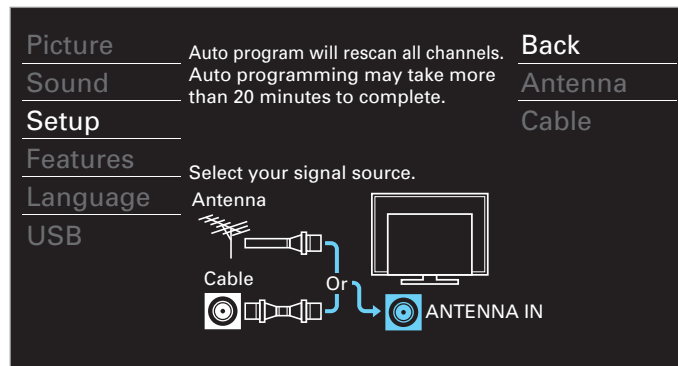 Picture
Sound
Setup
Features
Language
USB
Auto program will rescan all channels.
Auto programming may take more
than 20 minutes to complete.
Select your signal source.
Antenna
Cable
Or
ANTENNA IN
Back
Antenna
Cable